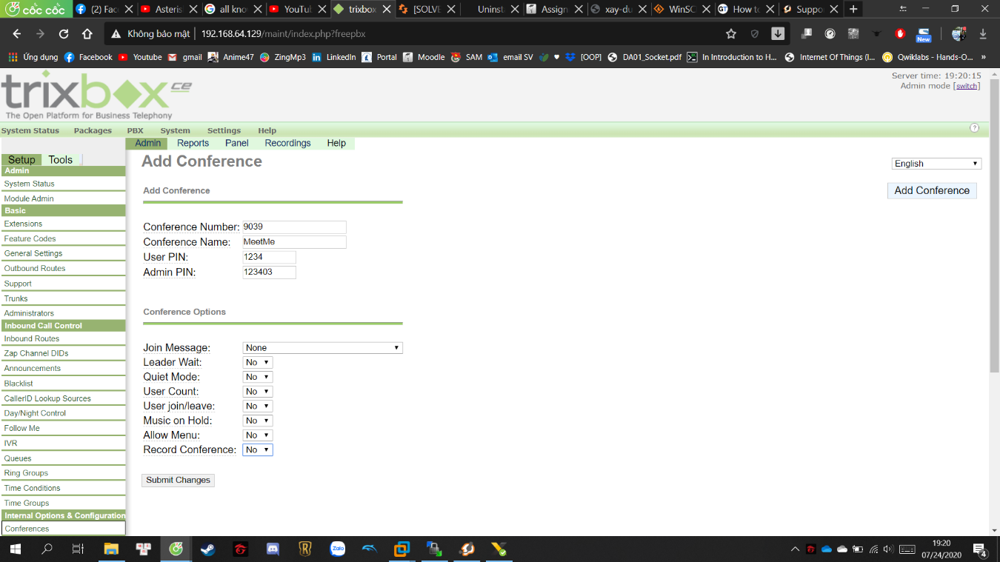 cốc cốc (2) Fac Asteris all know YouTu trixbox [SOLVE Uninst Assign xay-du WinSC How to Suppo
Không bảo mật 192.168.64.129/maint/index.php?freepbx New
Ứng dụng Facebook Youtube gmail Anime47 ZingMp3 LinkedIn Portal Moodle SAM email SV [OOP] DA01_Socket.pdf In Introduction to H... Internet Of Things (I... Qwiklabs - Hands-O... »
Server time: 19:20:15
Admin mode [switch]
trixbox ce
The Open Platform for Business Telephony
System Status Packages PBX System Settings Help ?
Admin Reports Panel Recordings Help
Setup Tools
Add Conference
English
Add Conference
Admin
System Status
Module Admin
Basic
Extensions
Feature Codes
General Settings
Outbound Routes
Support
Trunks
Administrators
Inbound Call Control
Inbound Routes
Zap Channel DIDs
Announcements
Blacklist
CallerID Lookup Sources
Day/Night Control
Follow Me
IVR
Queues
Ring Groups
Time Conditions
Time Groups
Internal Options & Configuration
Conferences
Add Conference
Conference Number: 9039
Conference Name: MeetMe
User PIN: 1234
Admin PIN: 123403
Conference Options
Join Message: None
Leader Wait: No
Quiet Mode: No
User Count: No
User join/leave: No
Music on Hold: No
Allow Menu: No
Record Conference: No
Submit Changes
Zalo
19:20
07/24/2020
4